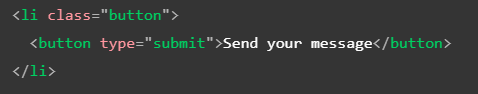 <li class="button">
  <button type="submit">Send your message</button>
</li>